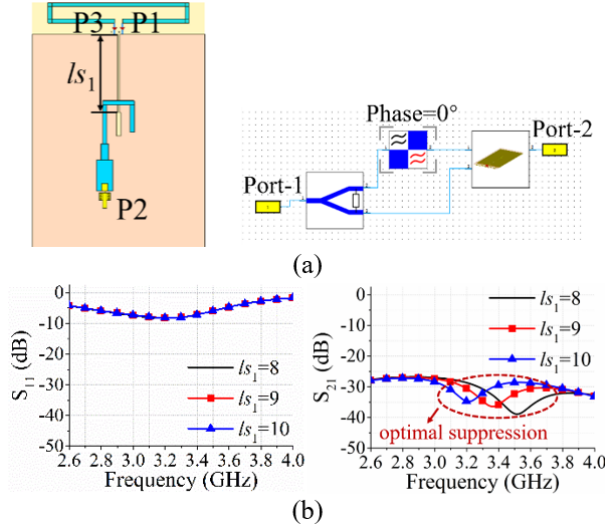 P3 P1
ls1
P2
Phase=0°
Port-1
Port-2
(a)
0
-10
-20
-30
-40
-50
S11 (dB)
ls1=8
ls1=9
ls1=10
2.6 2.8 3.0 3.2 3.4 3.6 3.8 4.0
Frequency (GHz)
0
-10
-20
-30
-40
-50
S21 (dB)
ls1=8
ls1=9
ls1=10
optimal suppression
2.6 2.8 3.0 3.2 3.4 3.6 3.8 4.0
Frequency (GHz)
(b)